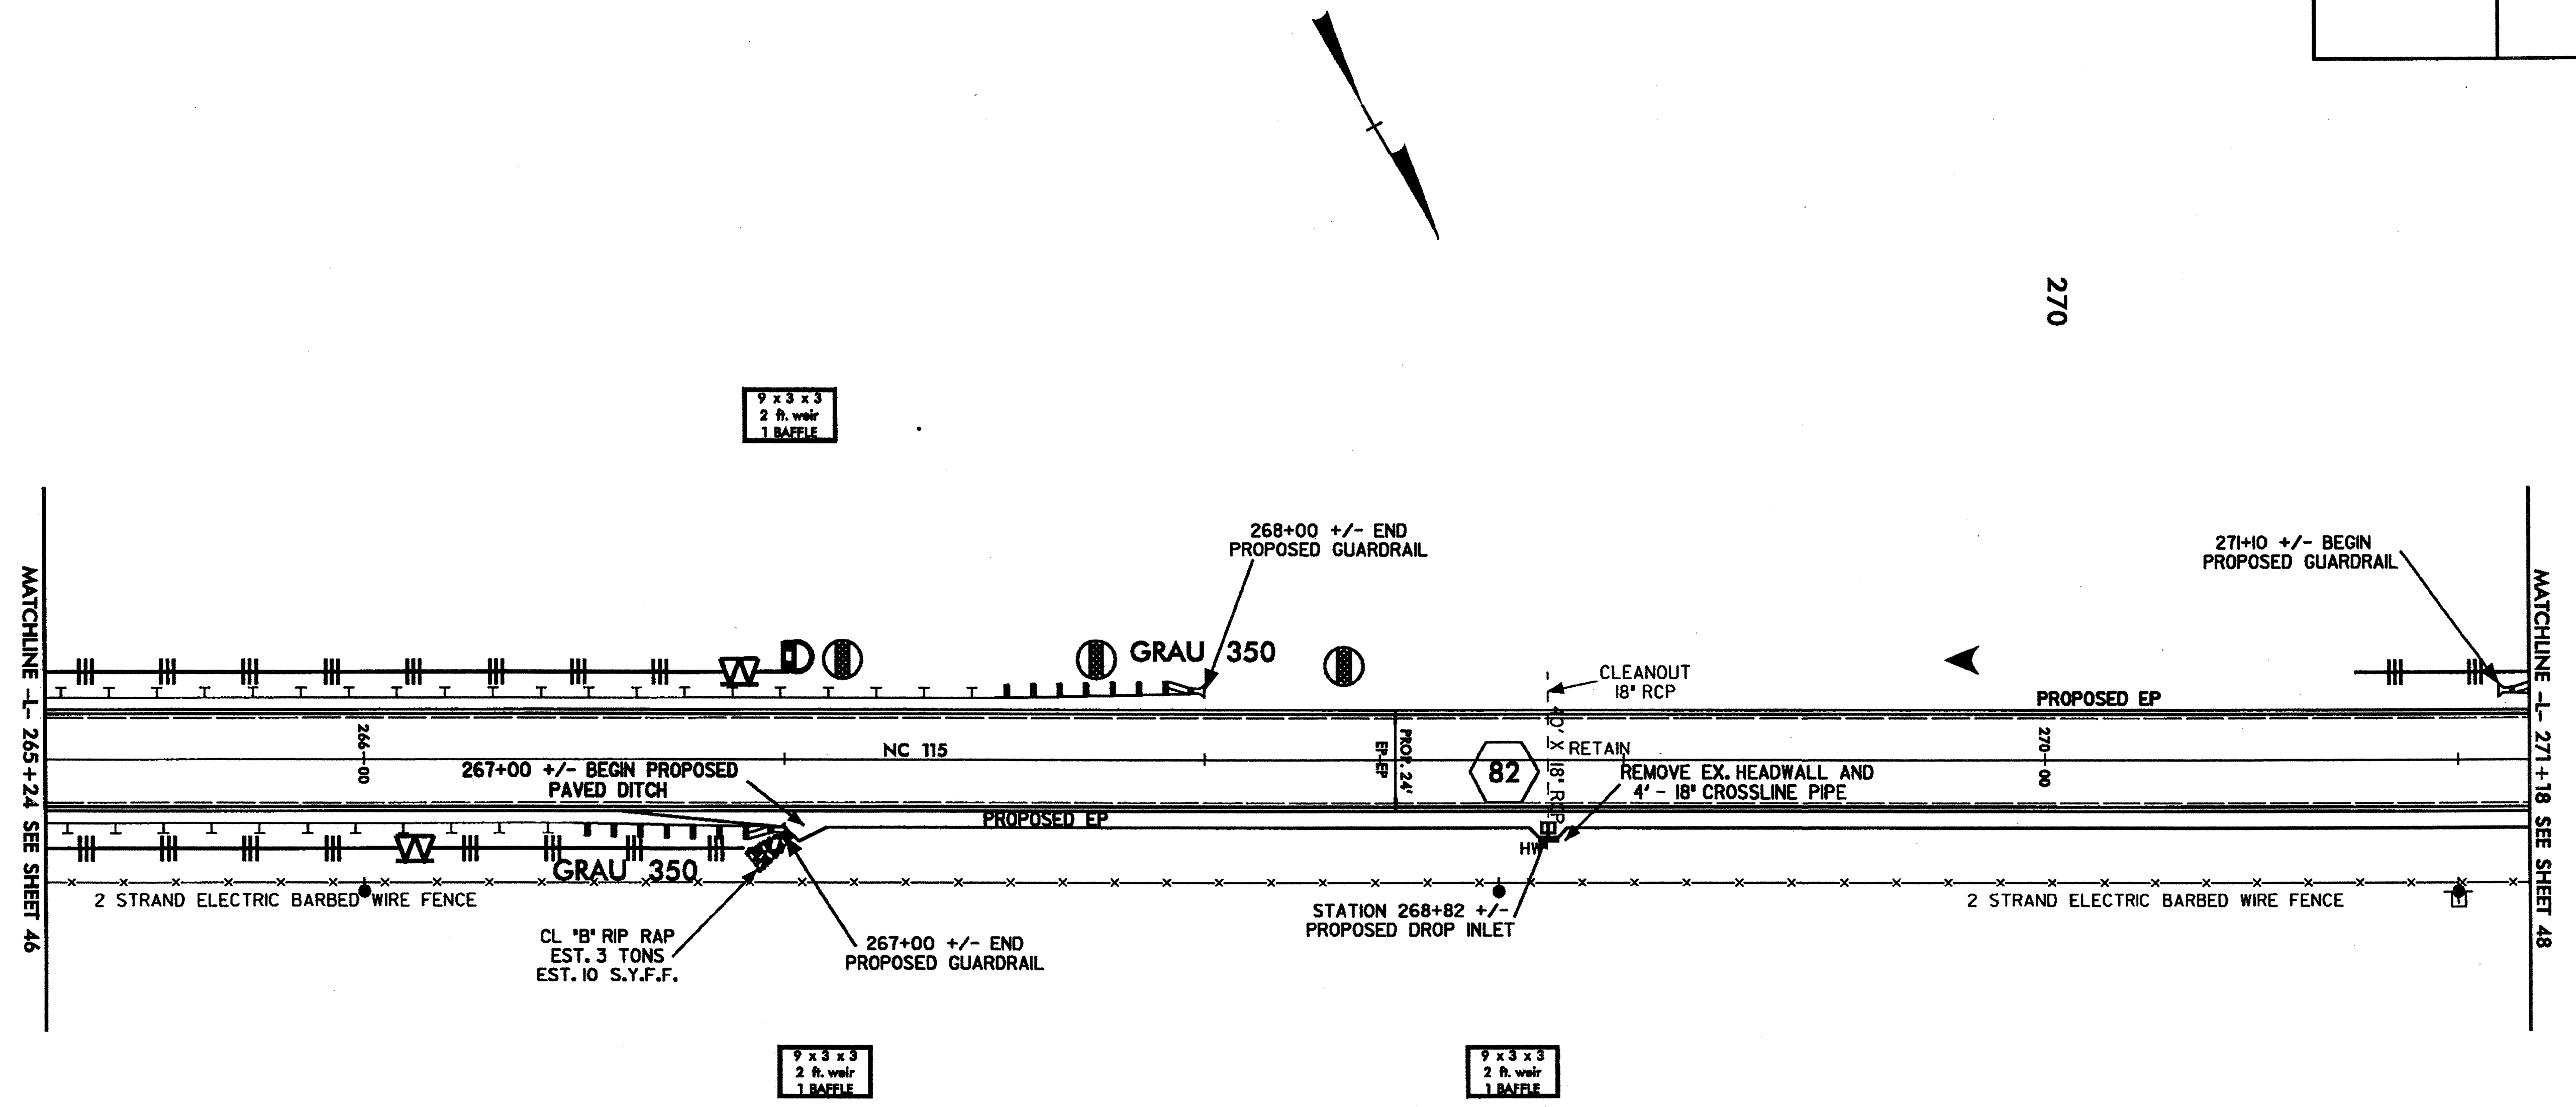 270
9 x 3 x 3
2 ft. weir
1 BAFFLE
268+00 +/- END
PROPOSED GUARDRAIL
271+10 +/- BEGIN
PROPOSED GUARDRAIL
MATCHLINE -L- 265+24 SEE SHEET 46
MATCHLINE -L- 271+18 SEE SHEET 48
GRAU 350
CLEANOUT
18" RCP
PROPOSED EP
266+00
NC 115
PROP. 24'
EP-EP
82
40' X 18" RCP
RETAIN
270+00
267+00 +/- BEGIN PROPOSED
PAVED DITCH
REMOVE EX. HEADWALL AND
4' - 18" CROSSLINE PIPE
PROPOSED EP
HW
GRAU 350
2 STRAND ELECTRIC BARBED WIRE FENCE
2 STRAND ELECTRIC BARBED WIRE FENCE
STATION 268+82 +/-
PROPOSED DROP INLET
CL "B" RIP RAP
EST. 3 TONS
EST. 10 S.Y.F.F.
267+00 +/- END
PROPOSED GUARDRAIL
9 x 3 x 3
2 ft. weir
1 BAFFLE
9 x 3 x 3
2 ft. weir
1 BAFFLE